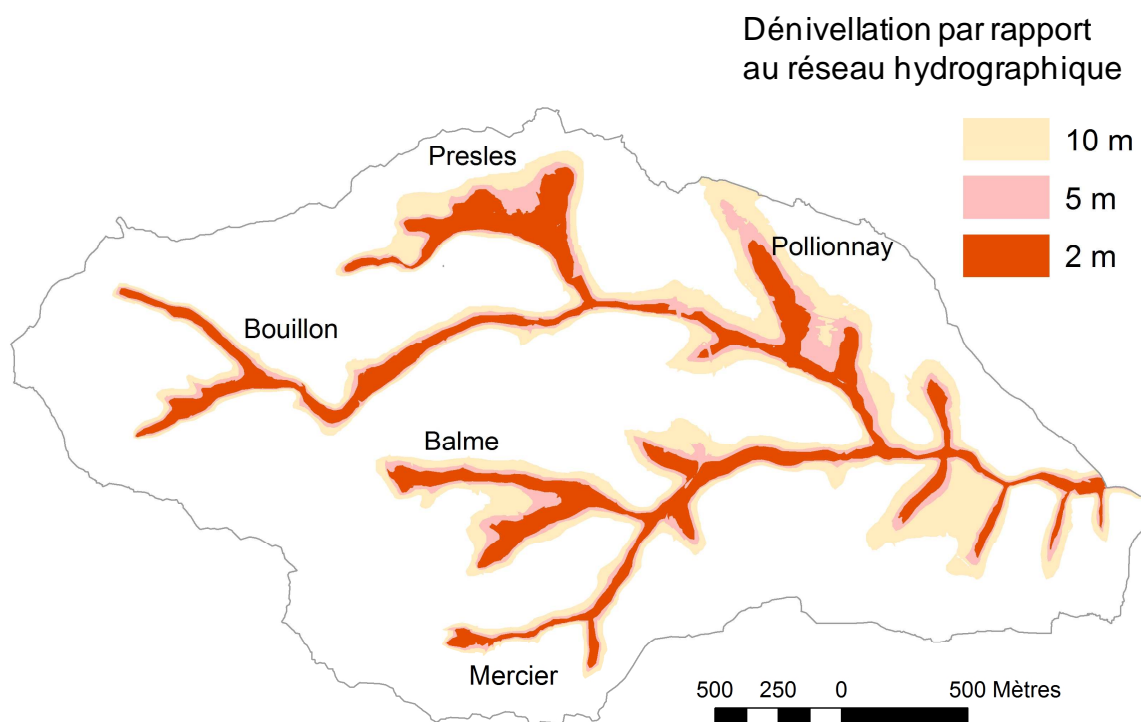 Dénivellation par rapport
au réseau hydrographique
10 m
5 m
2 m
Presles
Pollionnay
Bouillon
Balme
Mercier
500 250 0 500 Mètres